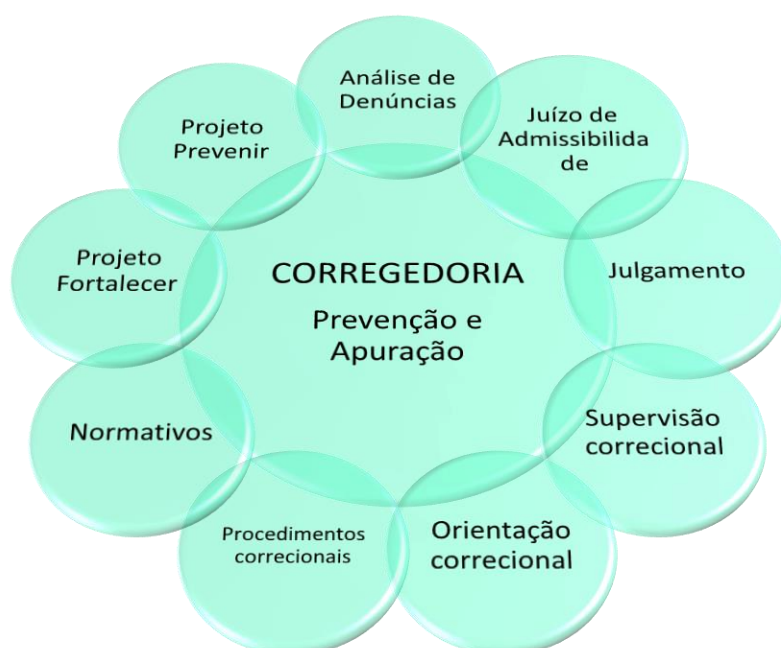 Análise de
Denúncias
Juízo de
Admissibilida
de
Julgamento
Supervisão
correcional
Orientação
correcional
Procedimentos
correcionais
Normativos
Projeto
Fortalecer
Projeto
Prevenir
CORREGEDORIA
Prevenção e
Apuração